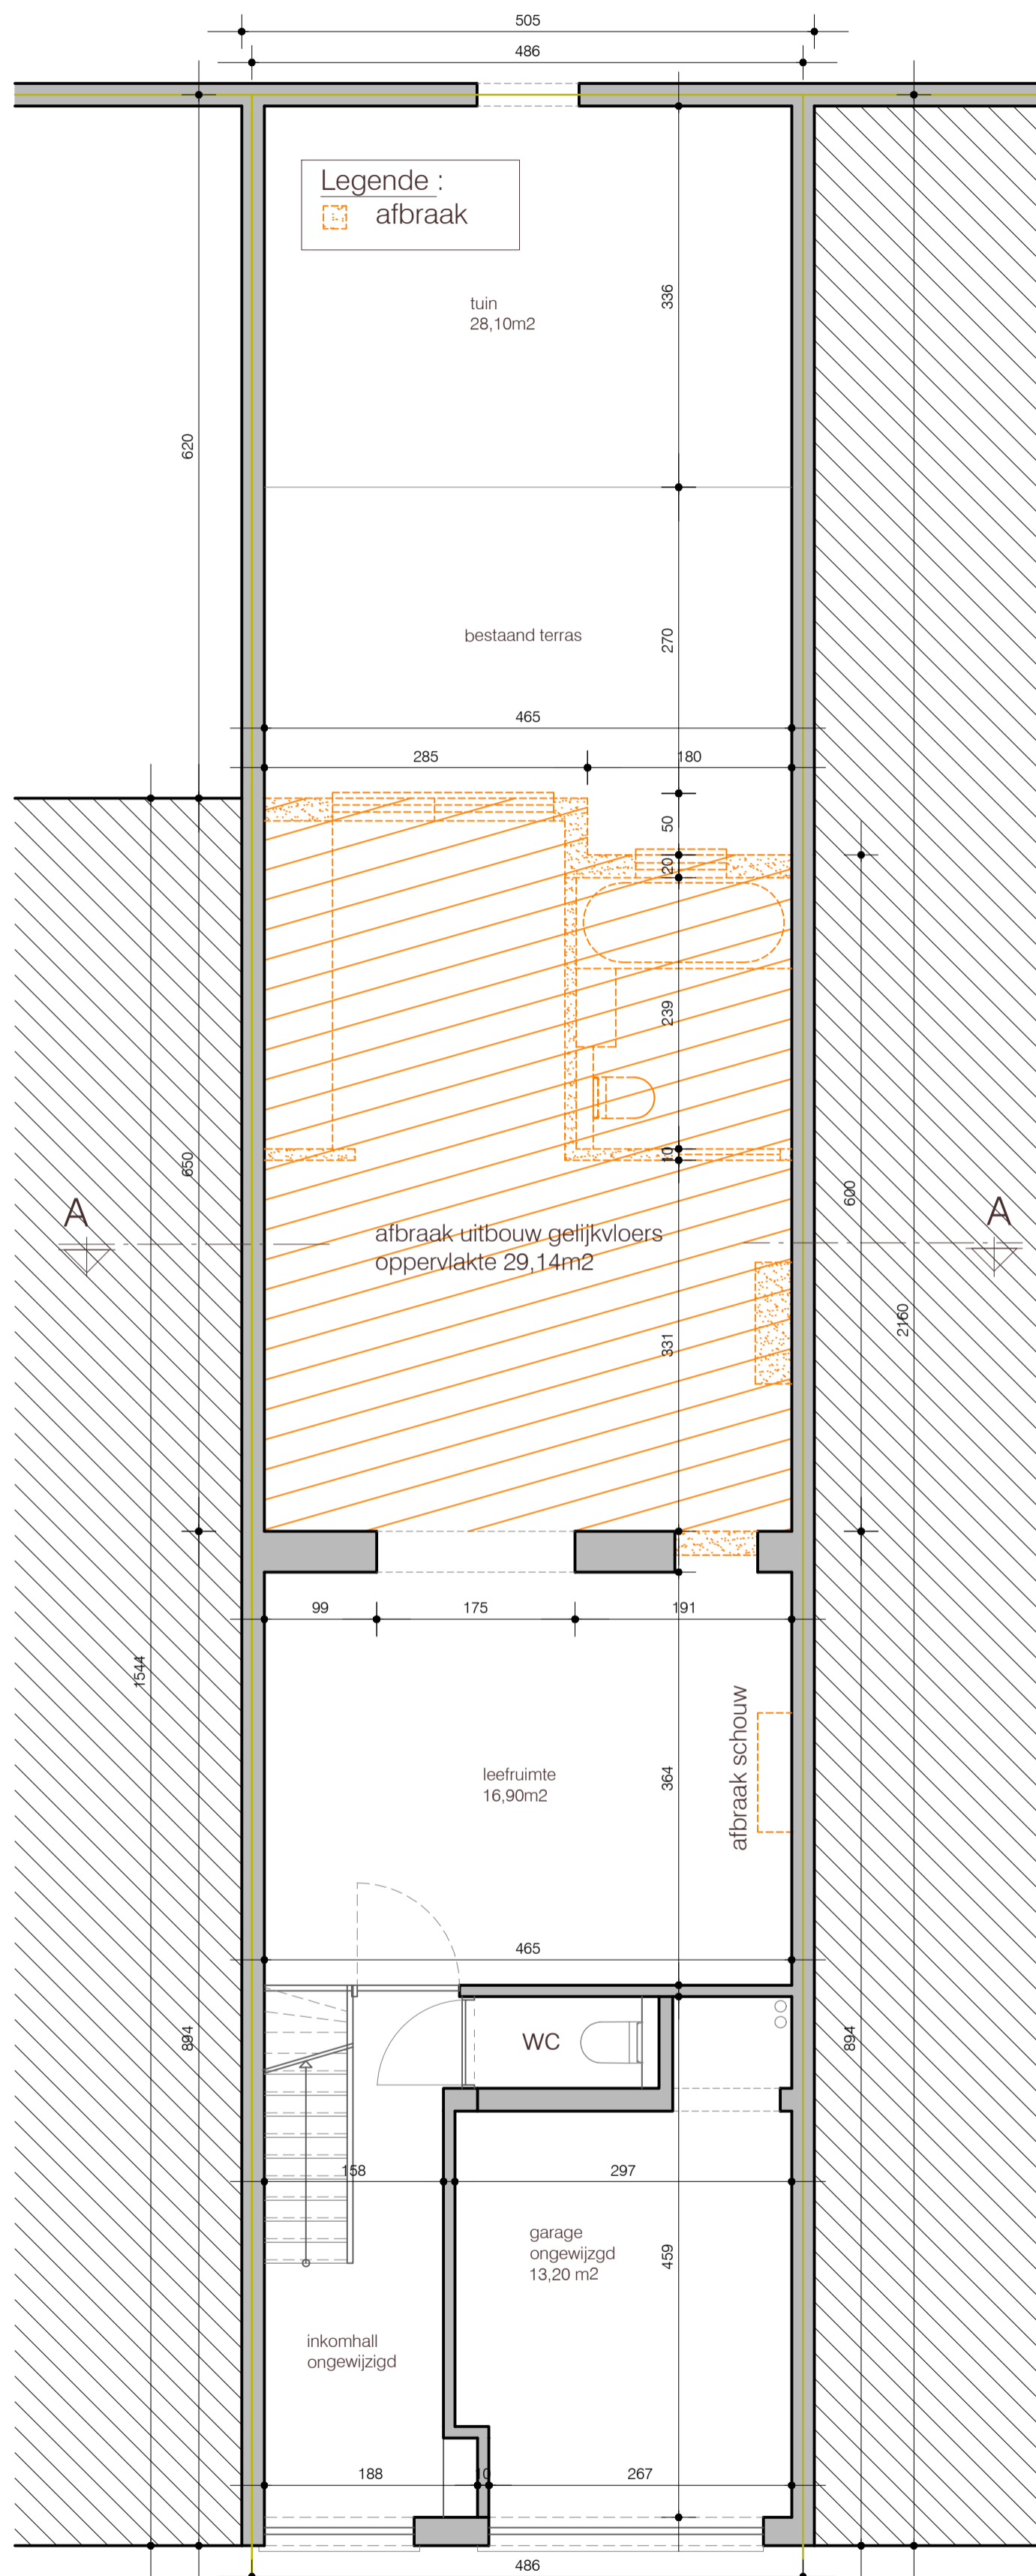 505
486
Legende :
afbraak
tuin
28,10m2
336
620
bestaand terras
270
465
285
180
50
20
239
10
650
A
A
afbraak uitbouw gelijkvloers
oppervlakte 29,14m2
600
331
2160
99
175
191
1544
leefruimte
16,90m2
364
afbraak schouw
465
WC
894
894
158
297
garage
ongewijzgd
13,20 m2
459
inkomhall
ongewijzigd
188
10
267
486